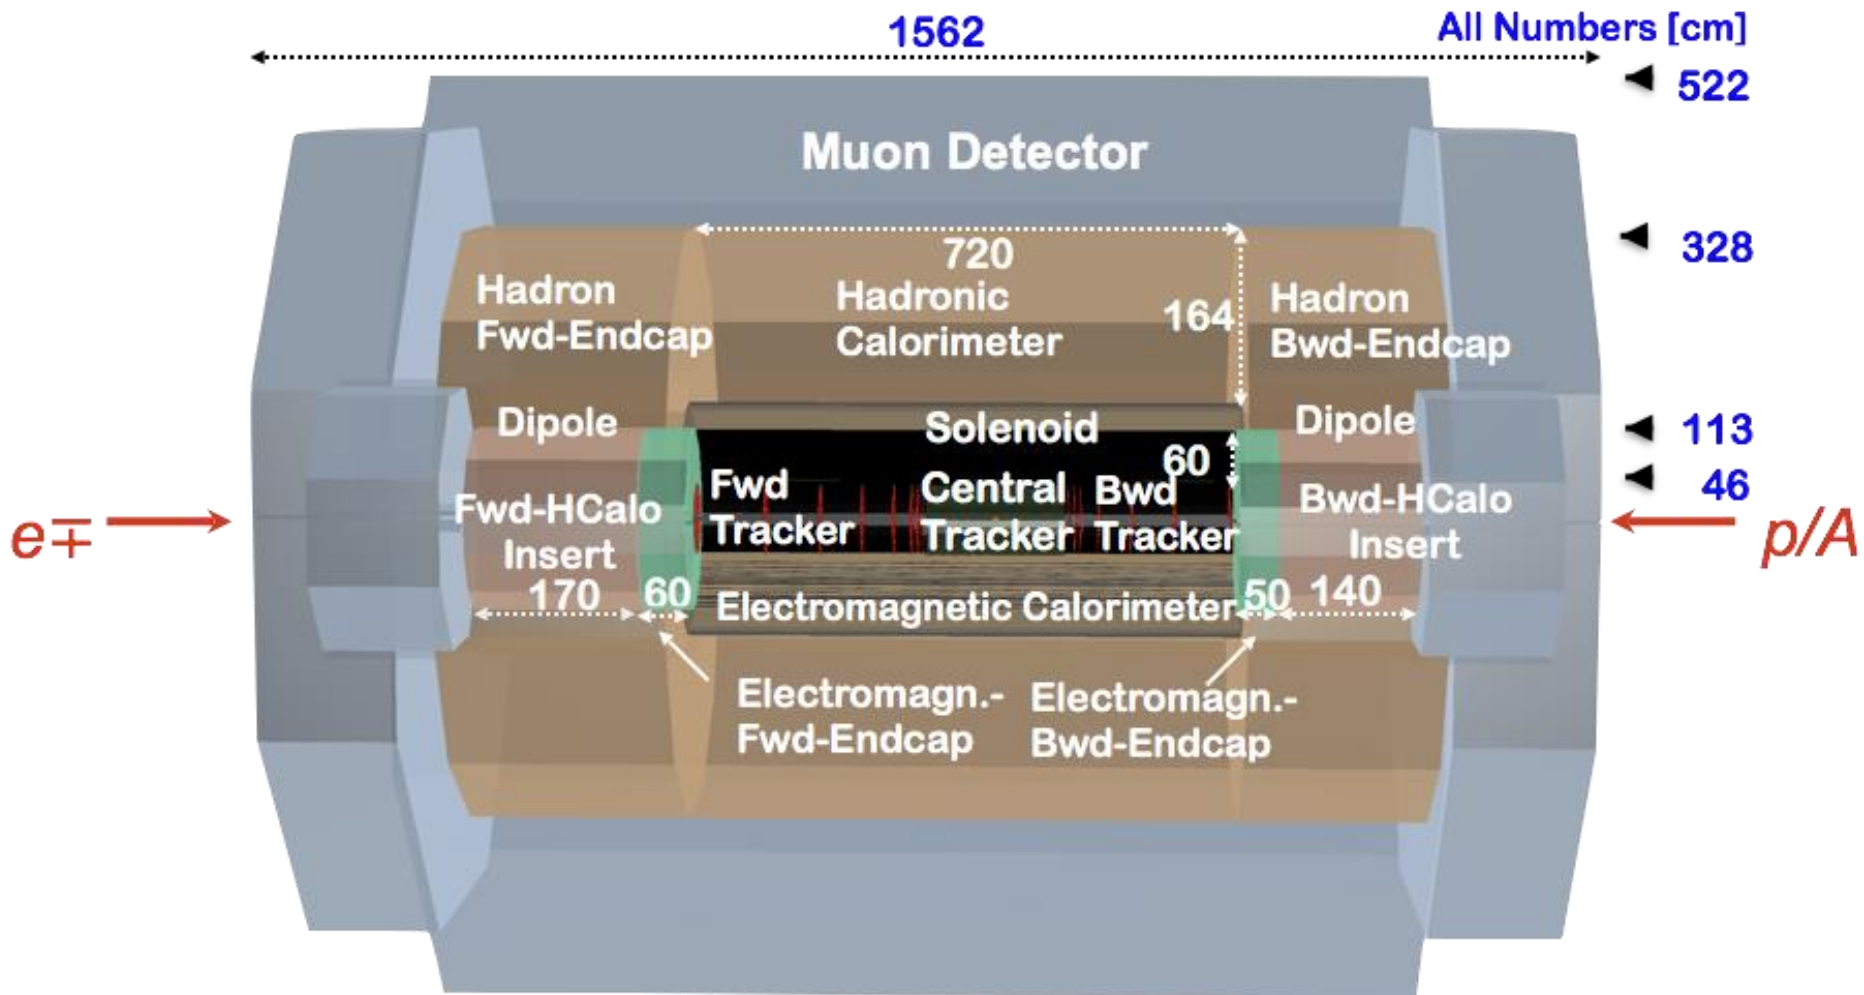 1562
All Numbers [cm]
522
Muon Detector
328
720
Hadron
Fwd-Endcap
Hadronic
Calorimeter
164
Hadron
Bwd-Endcap
Dipole
Solenoid
Dipole
113
60
46
Fwd
Tracker
Central
Tracker
Bwd
Tracker
Fwd-HCalo
Insert
Bwd-HCalo
Insert
e∓
p/A
170
60
Electromagnetic Calorimeter
50
140
Electromagn.-
Fwd-Endcap
Electromagn.-
Bwd-Endcap